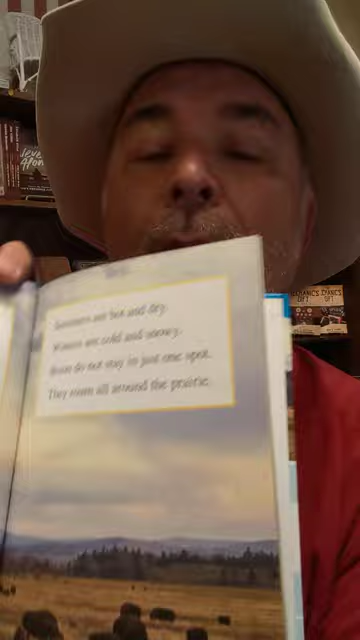 Summers are hot and dry.
Winters are cold and snowy.
Bison do not stay in just one spot.
They roam all around the prairie.